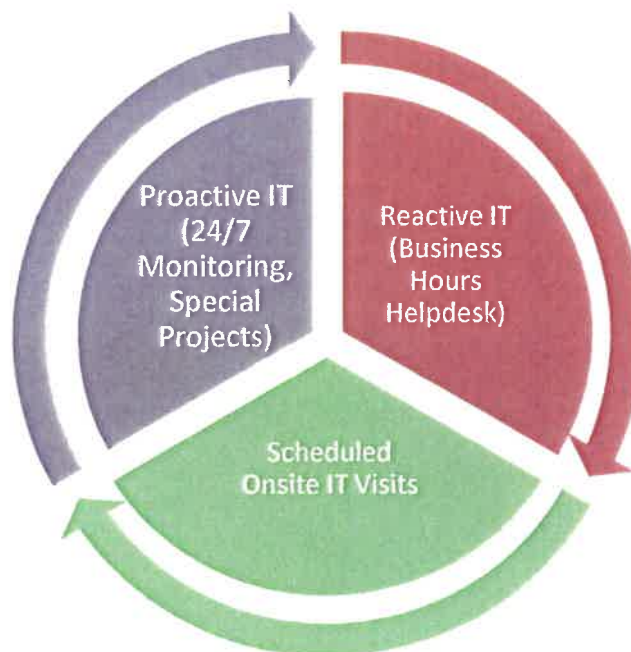 Proactive IT
(24/7
Monitoring,
Special
Projects)
Reactive IT
(Business
Hours
Helpdesk)
Scheduled
Onsite IT Visits